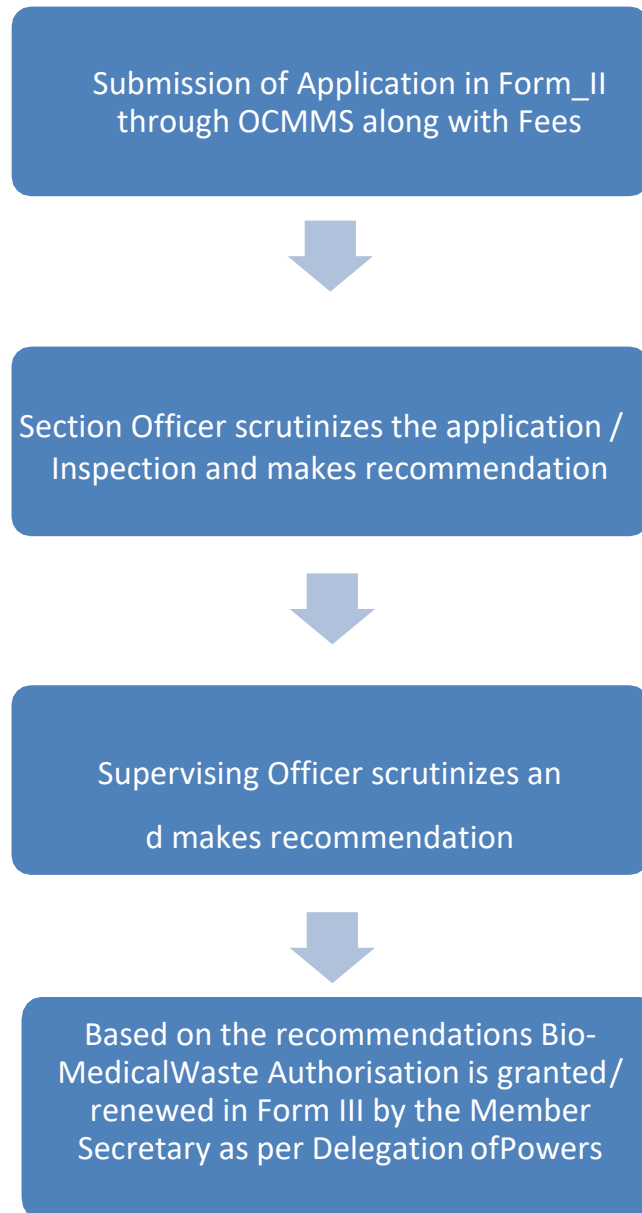 Submission of Application in Form_II
through OCMMS along with Fees
Section Officer scrutinizes the application /
Inspection and makes recommendation
Supervising Officer scrutinizes an
d makes recommendation
Based on the recommendations Bio-
MedicalWaste Authorisation is granted/
renewed in Form III by the Member
Secretary as per Delegation ofPowers